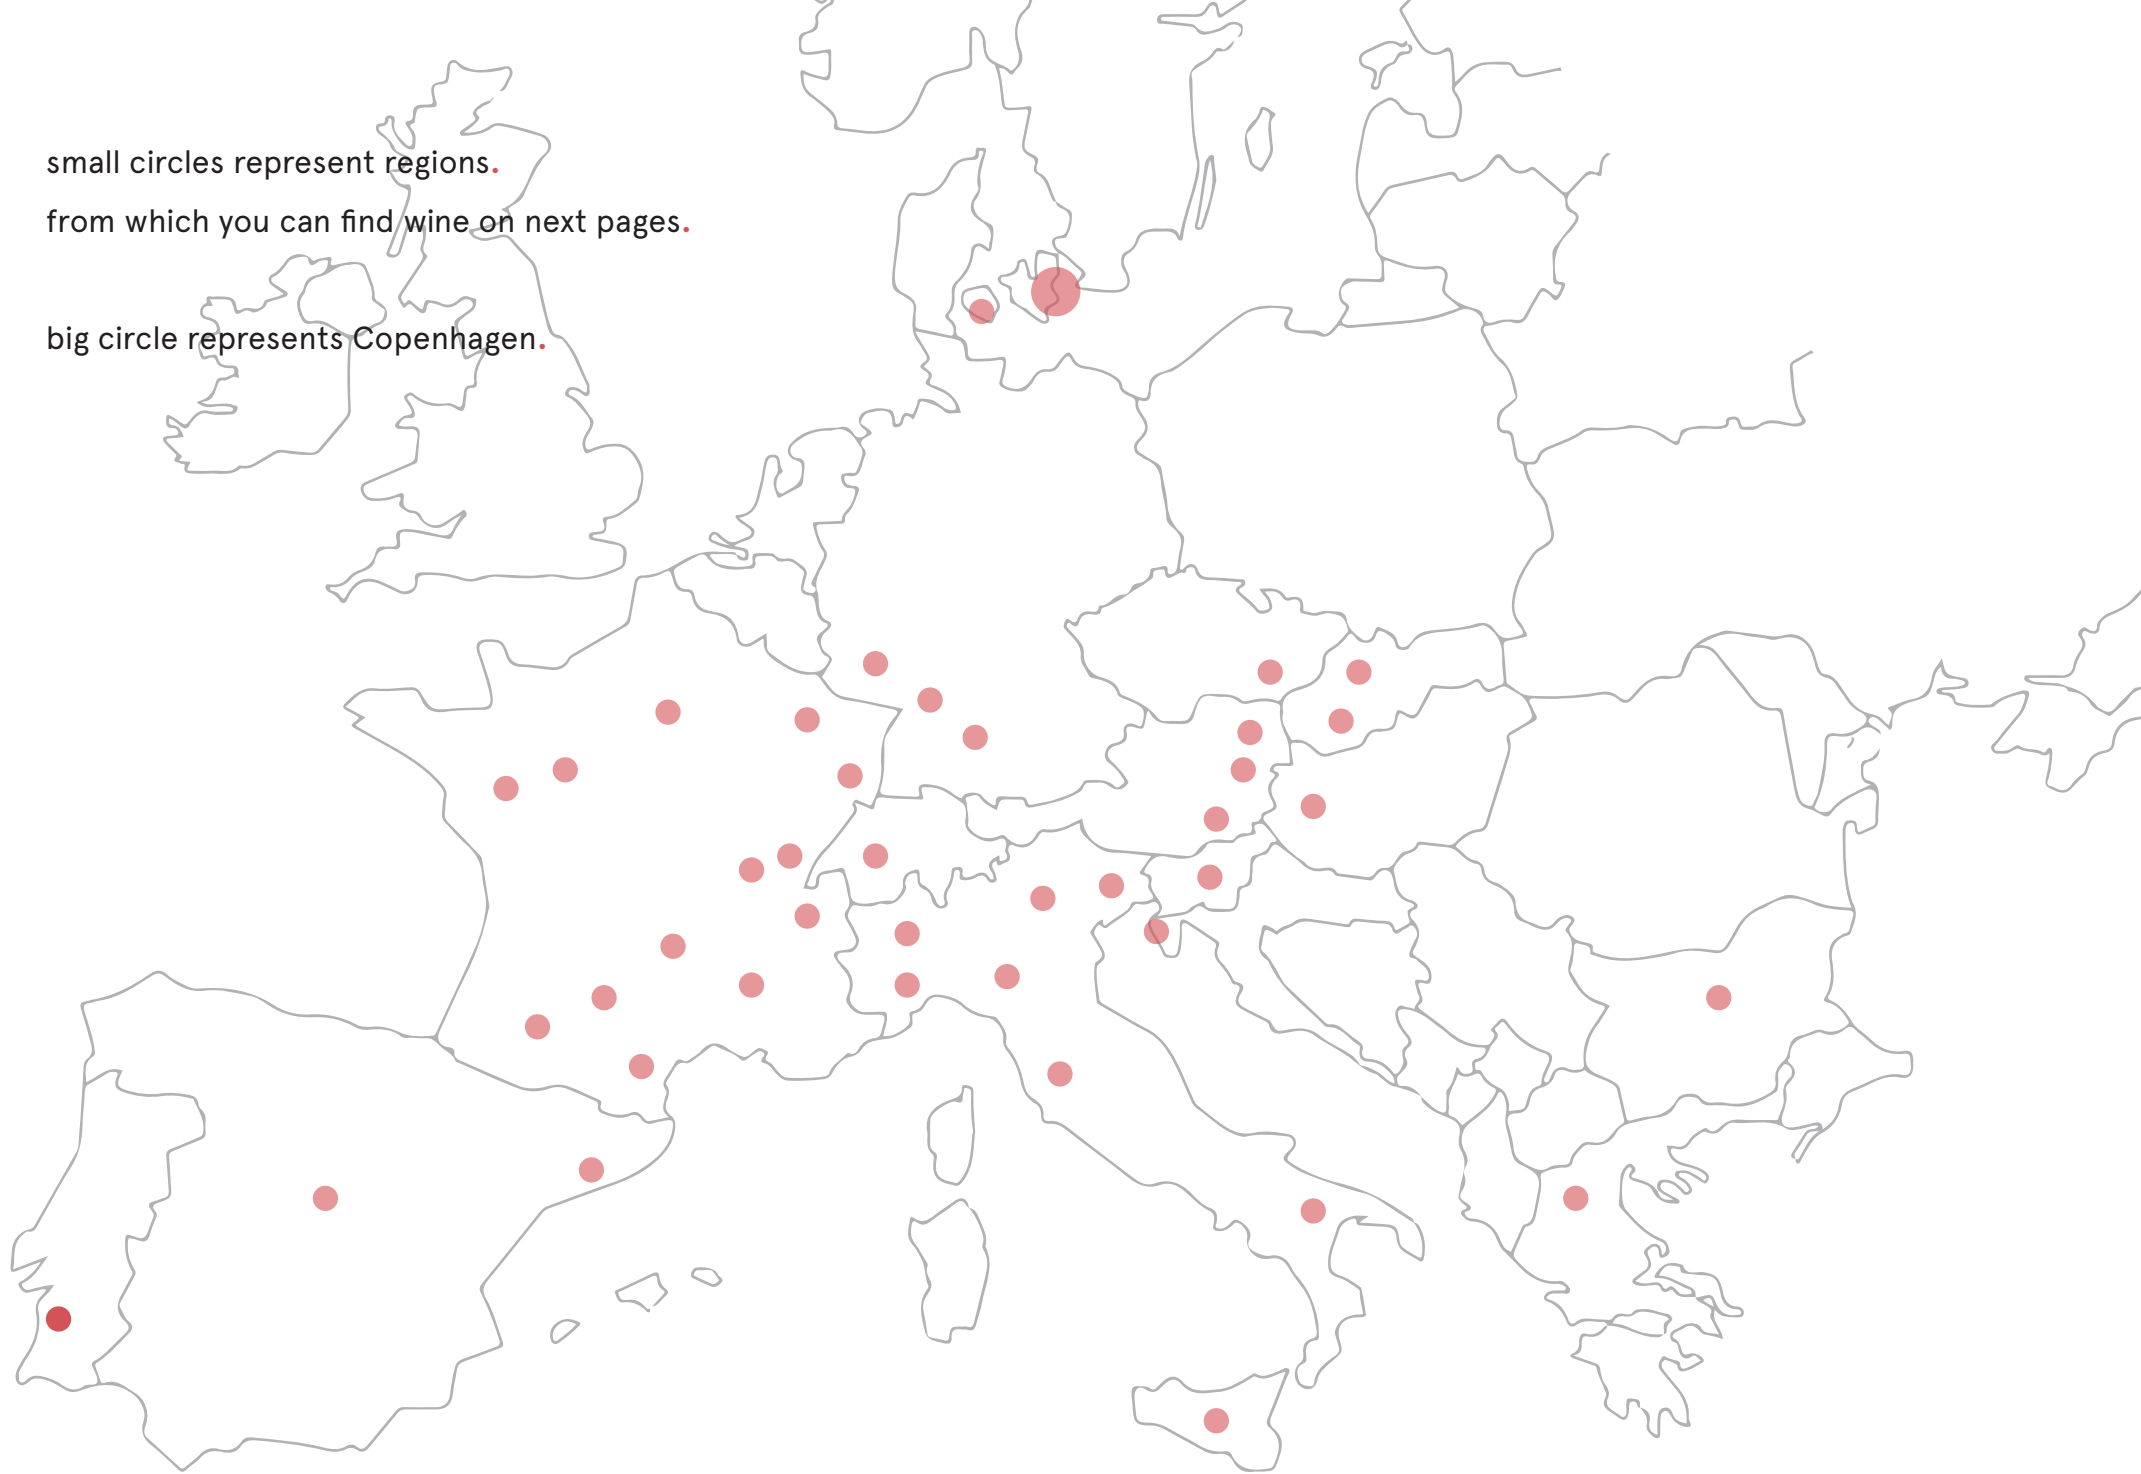 small circles represent regions.
from which you can find wine on next pages.
big circle represents Copenhagen.